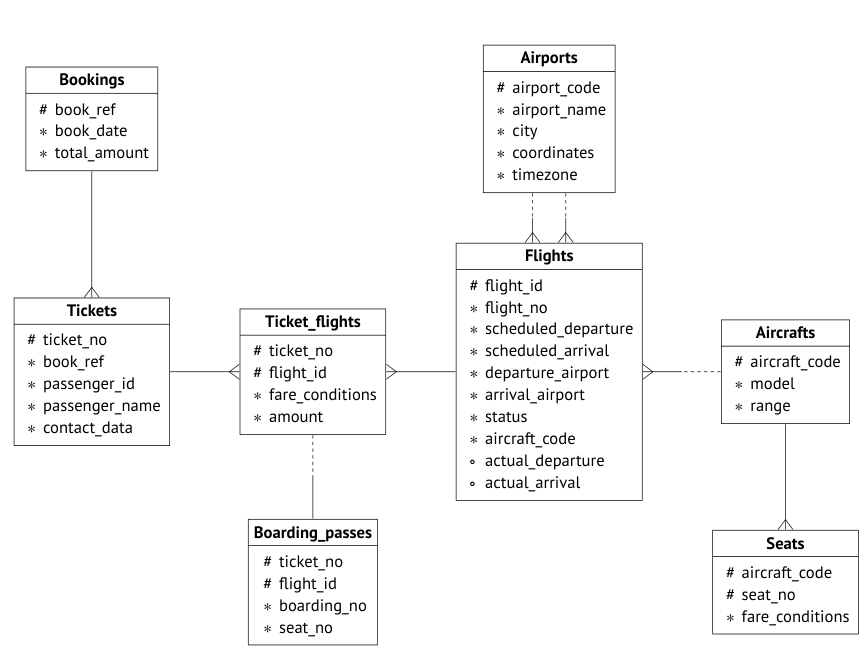 Bookings
# book_ref
* book_date
* total_amount
Airports
# airport_code
* airport_name
* city
* coordinates
* timezone
Tickets
# ticket_no
* book_ref
* passenger_id
* passenger_name
* contact_data
Ticket_flights
# ticket_no
# flight_id
* fare_conditions
* amount
Flights
# flight_id
* flight_no
* scheduled_departure
* scheduled_arrival
* departure_airport
* arrival_airport
* status
* aircraft_code
∘ actual_departure
∘ actual_arrival
Aircrafts
# aircraft_code
* model
* range
Boarding_passes
# ticket_no
# flight_id
* boarding_no
* seat_no
Seats
# aircraft_code
# seat_no
* fare_conditions